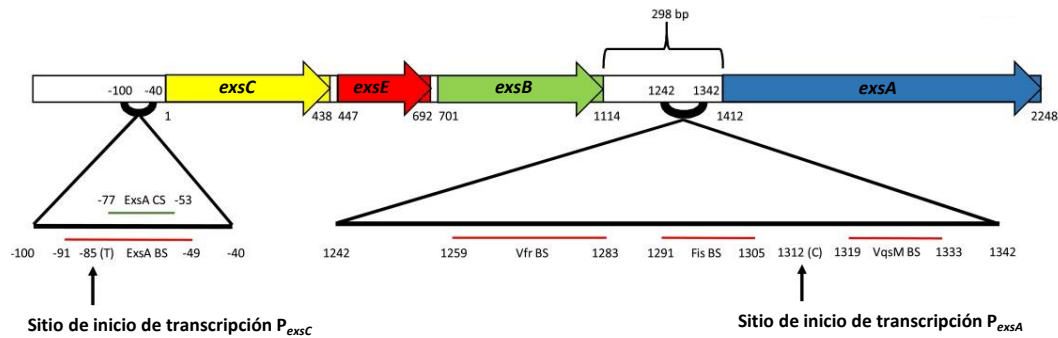 298 bp
-100 -40 exsC exsE exsB 1242 1342 exsA
1 438 447 692 701 1114 1412 2248
-77 ExsA CS -53
-100 -91 -85 (T) ExsA BS -49 -40 1242 1259 Vfr BS 1283 1291 Fis BS 1305 1312 (C) 1319 VqsM BS 1333 1342
Sitio de inicio de transcripción PexsC
Sitio de inicio de transcripción PexsA